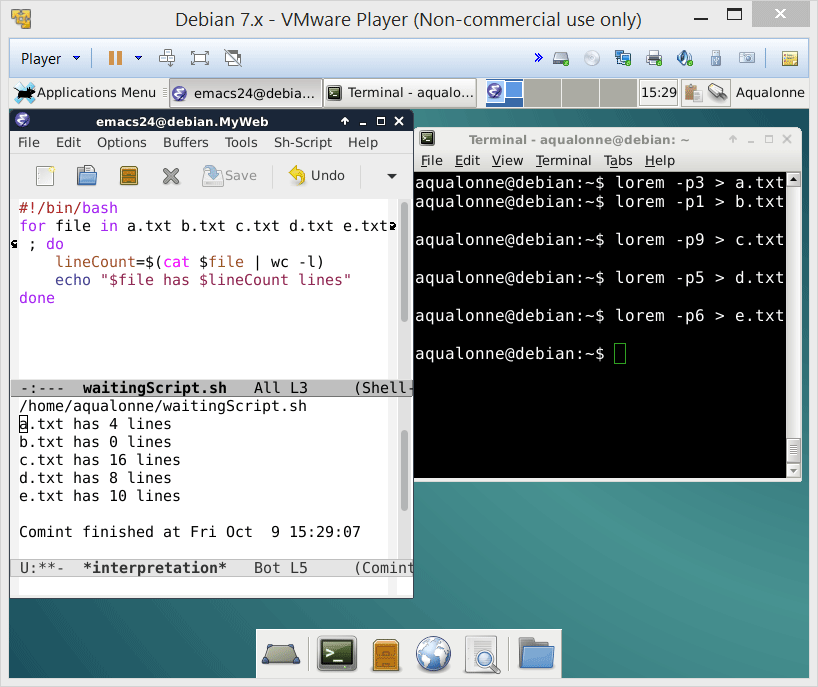 Debian 7.x - VMware Player (Non-commercial use only)
Player
Applications Menu
emacs24@debia...
Terminal - aqualo...
15:29
Aqualonne
emacs24@debian.MyWeb
File Edit Options Buffers Tools Sh-Script Help
Save
Undo
#!/bin/bash
for file in a.txt b.txt c.txt d.txt e.txt
; do
lineCount=$(cat $file | wc -l)
echo "$file has $lineCount lines"
done
-:--- waitingScript.sh All L3 (Shell-
/home/aqualonne/waitingScript.sh
a.txt has 4 lines
b.txt has 0 lines
c.txt has 16 lines
d.txt has 8 lines
e.txt has 10 lines
Comint finished at Fri Oct  9 15:29:07
U:**- *interpretation* Bot L5 (Comint
Terminal - aqualonne@debian: ~
File Edit View Terminal Tabs Help
aqualonne@debian:~$ lorem -p3 > a.txt
aqualonne@debian:~$ lorem -p1 > b.txt
aqualonne@debian:~$ lorem -p9 > c.txt
aqualonne@debian:~$ lorem -p5 > d.txt
aqualonne@debian:~$ lorem -p6 > e.txt
aqualonne@debian:~$